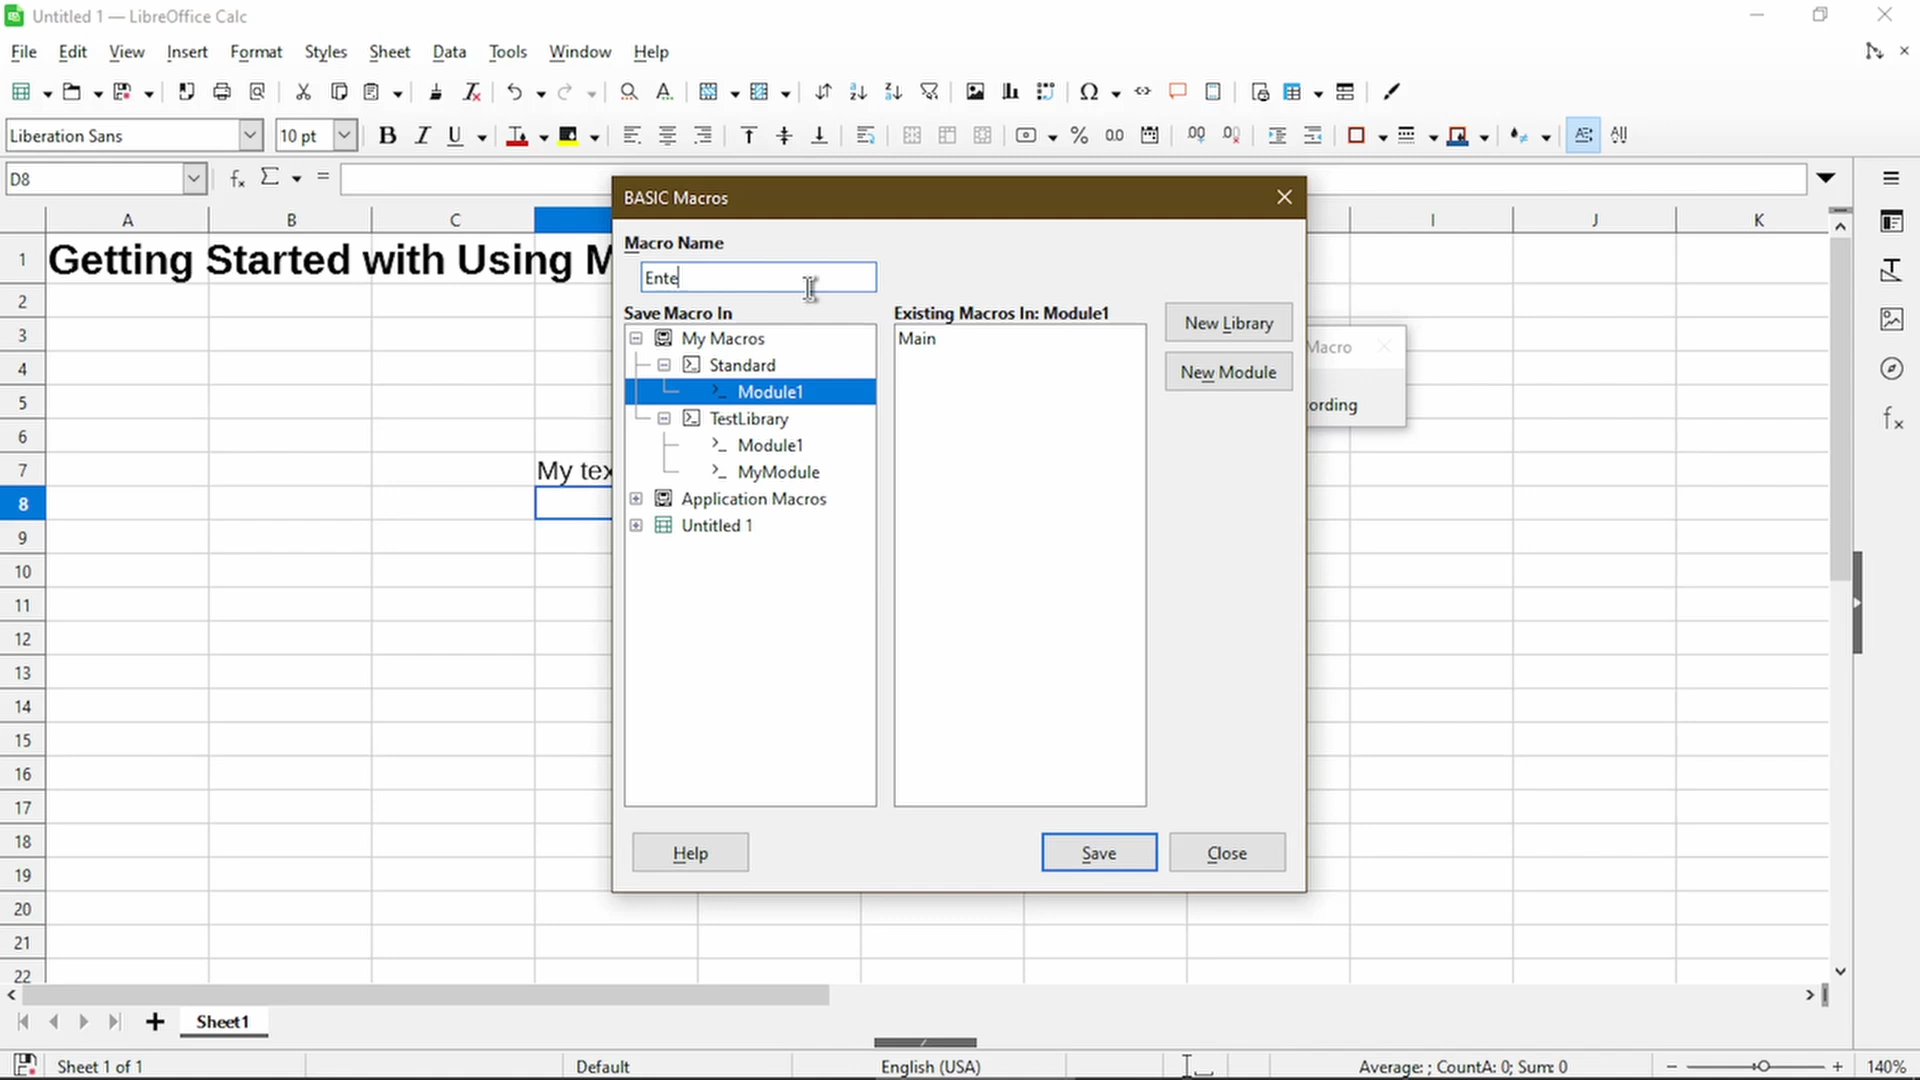 Untitled 1 — LibreOffice Calc
File Edit View Insert Format Styles Sheet Data Tools Window Help
Liberation Sans 10 pt
D8
BASIC Macros
A B C I J K
Macro Name
1 Getting Started with Using M
Ente
2
Save Macro In Existing Macros In: Module1 New Library
3 My Macros Main Macro
4 Standard New Module
5 Module1 cording
6 TestLibrary
Module1
7 My tex MyModule
8 Application Macros
9 Untitled 1
10
11
12
13
14
15
16
17
18 Help Save Close
19
20
21
22
Sheet1
Sheet 1 of 1 Default English (USA) Average: ; CountA: 0; Sum: 0 140%